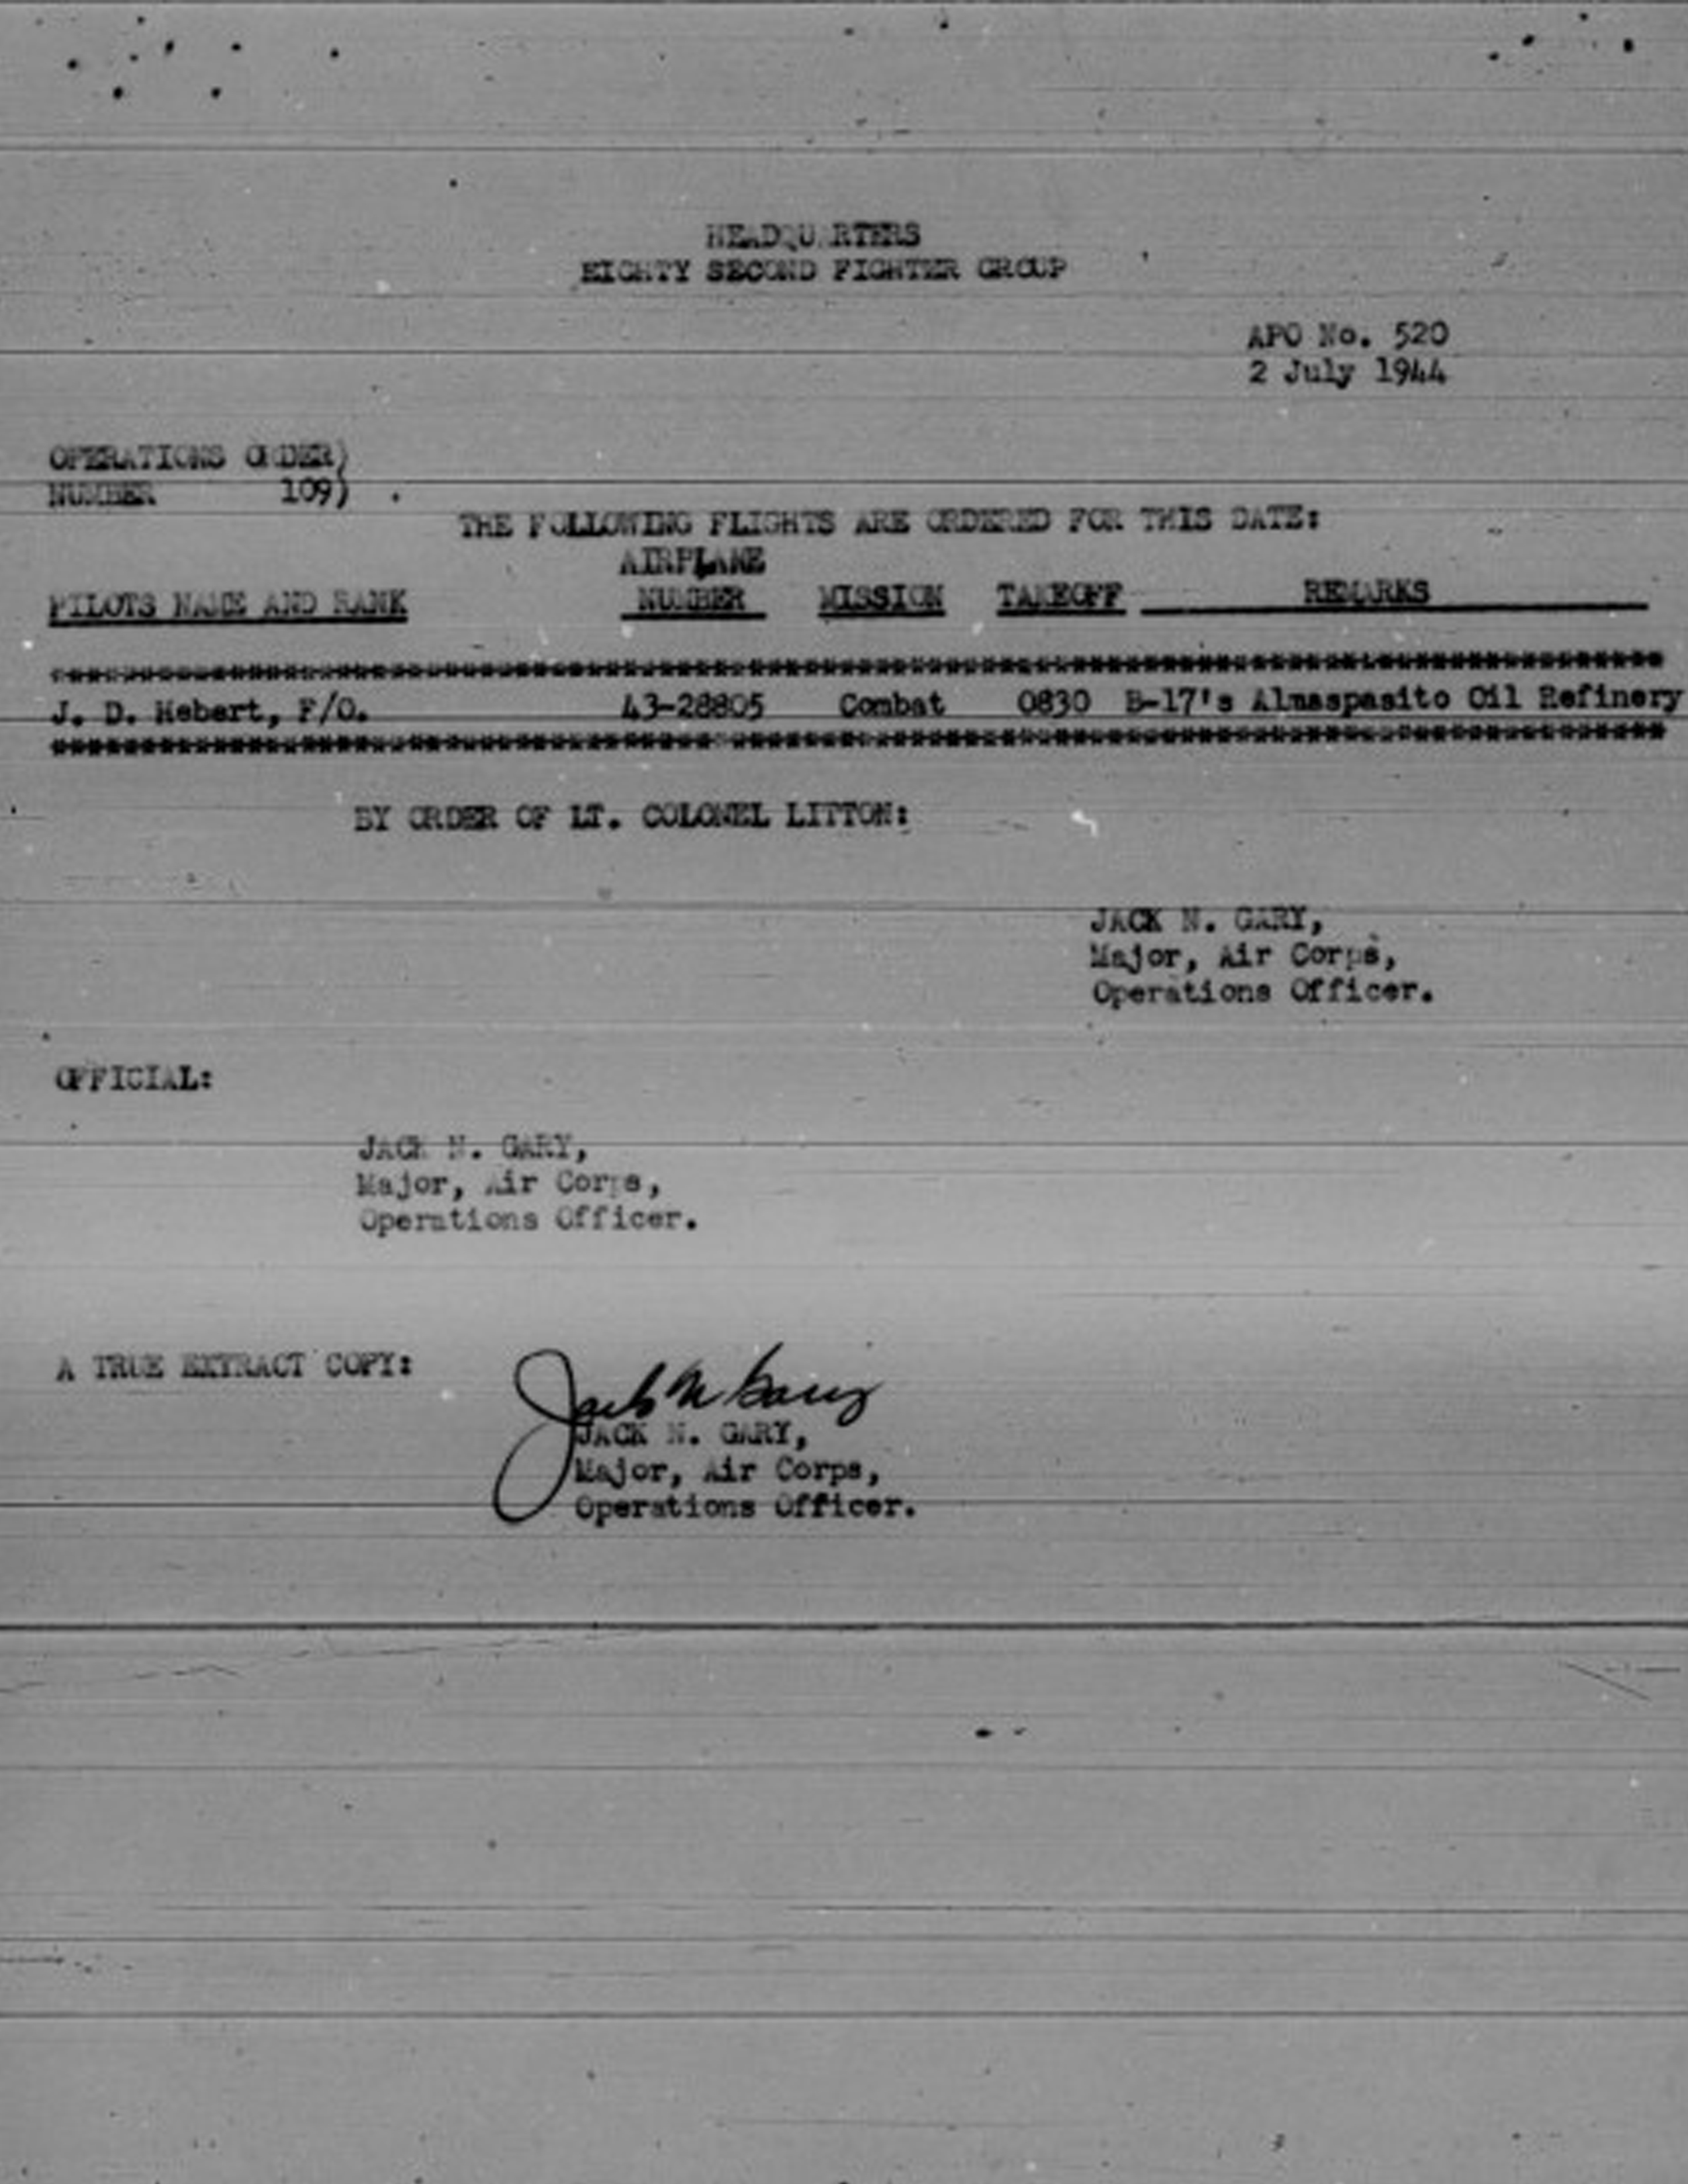 HEADQUARTERS
EIGHTY SECOND FIGHTER GROUP
APO No. 520
2 July 1944
OPERATIONS ORDER)
NUMBER 109) .
THE FOLLOWING FLIGHTS ARE ORDERED FOR THIS DATE:
AIRPLANE
PILOTS NAME AND RANK NUMBER MISSION TAKEOFF REMARKS
J. D. Hebert, F/O. 43-28805 Combat 0830 B-17's Almaspasito Oil Refinery
BY ORDER OF LT. COLONEL LITTON:
JACK N. GARY,
Major, Air Corps,
Operations Officer.
OFFICIAL:
JACK N. GARY,
Major, Air Corps,
Operations Officer.
A TRUE EXTRACT COPY:
Jack N Gary
JACK N. GARY,
Major, Air Corps,
Operations Officer.